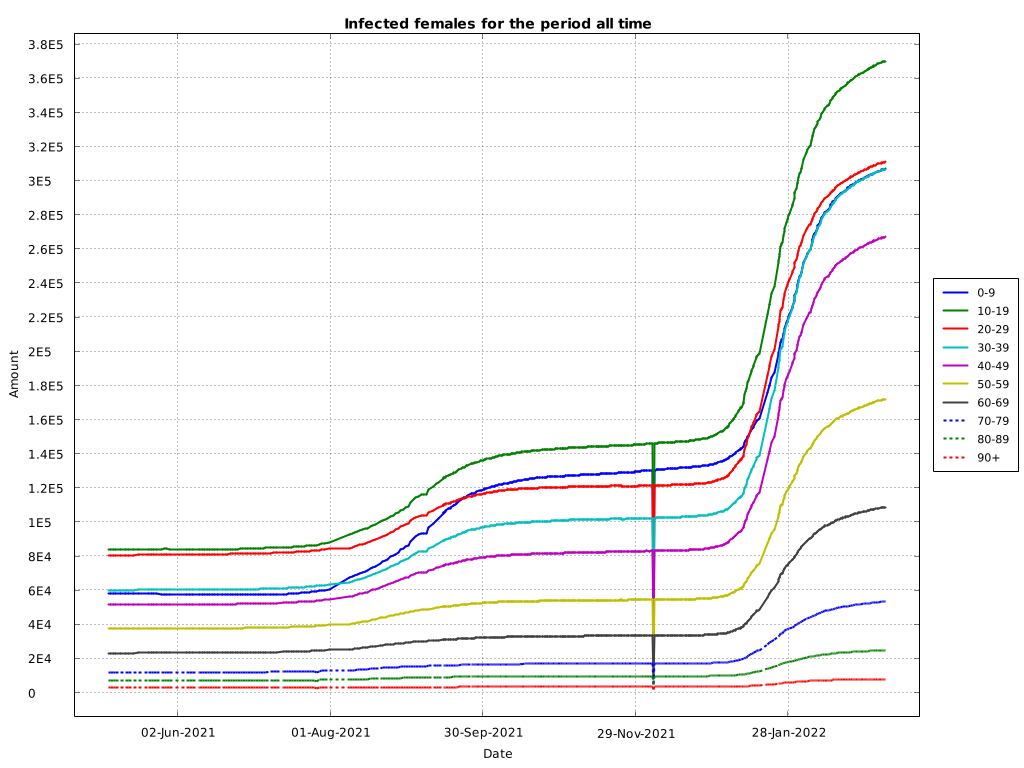 Infected females for the period all time
3.8E5
3.6E5
3.4E5
3.2E5
3E5
2.8E5
2.6E5
2.4E5
2.2E5
2E5
1.8E5
1.6E5
1.4E5
1.2E5
1E5
8E4
6E4
4E4
2E4
0
Amount
02-Jun-2021
01-Aug-2021
30-Sep-2021
29-Nov-2021
28-Jan-2022
Date
0-9
10-19
20-29
30-39
40-49
50-59
60-69
70-79
80-89
90+